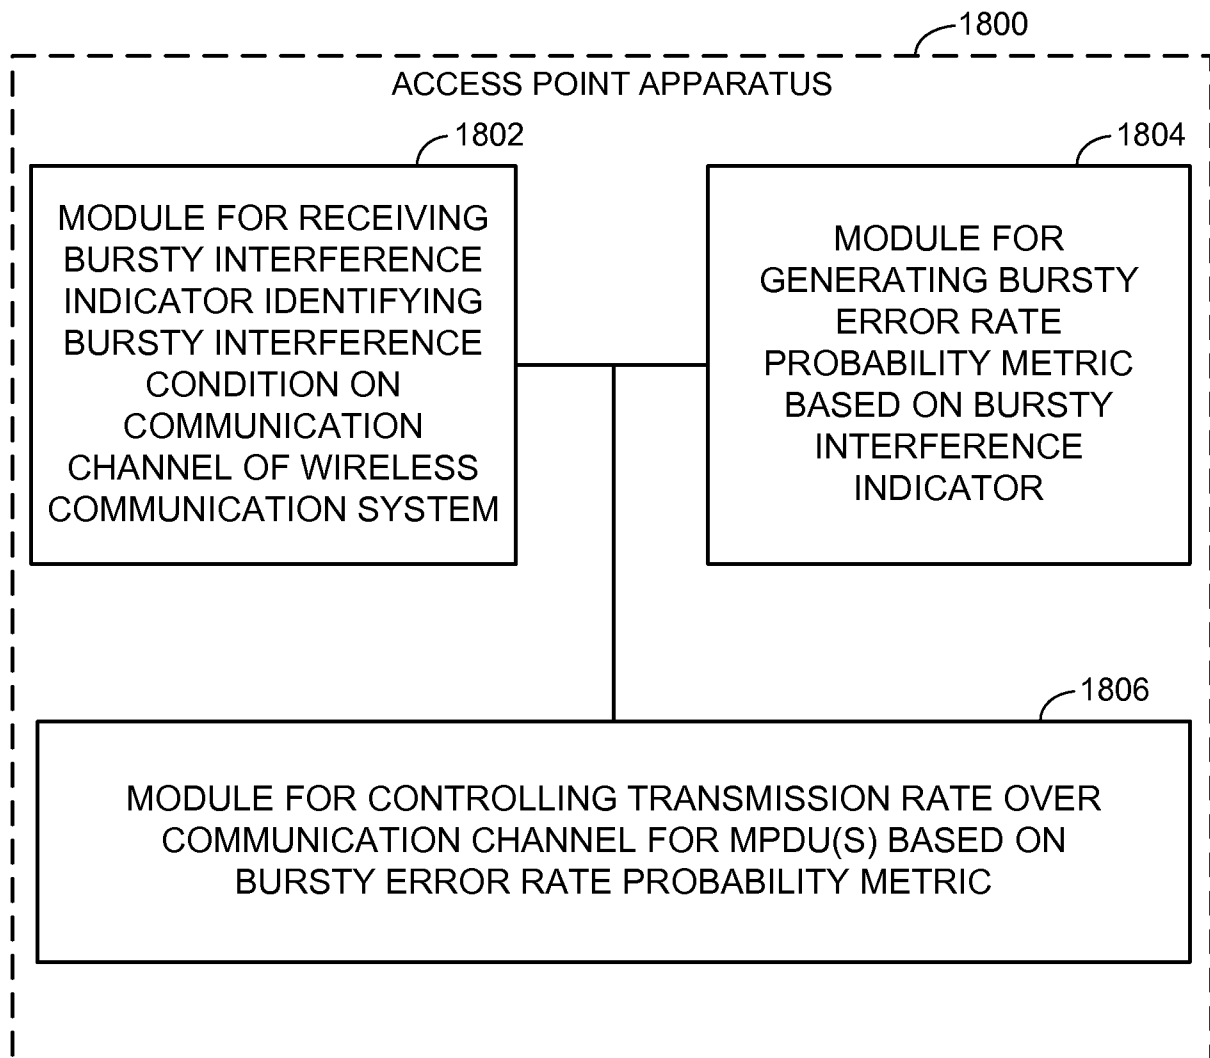 1800
ACCESS POINT APPARATUS
1802
MODULE FOR RECEIVING
BURSTY INTERFERENCE
INDICATOR IDENTIFYING
BURSTY INTERFERENCE
CONDITION ON
COMMUNICATION
CHANNEL OF WIRELESS
COMMUNICATION SYSTEM
1804
MODULE FOR
GENERATING BURSTY
ERROR RATE
PROBABILITY METRIC
BASED ON BURSTY
INTERFERENCE
INDICATOR
1806
MODULE FOR CONTROLLING TRANSMISSION RATE OVER
COMMUNICATION CHANNEL FOR MPDU(S) BASED ON
BURSTY ERROR RATE PROBABILITY METRIC